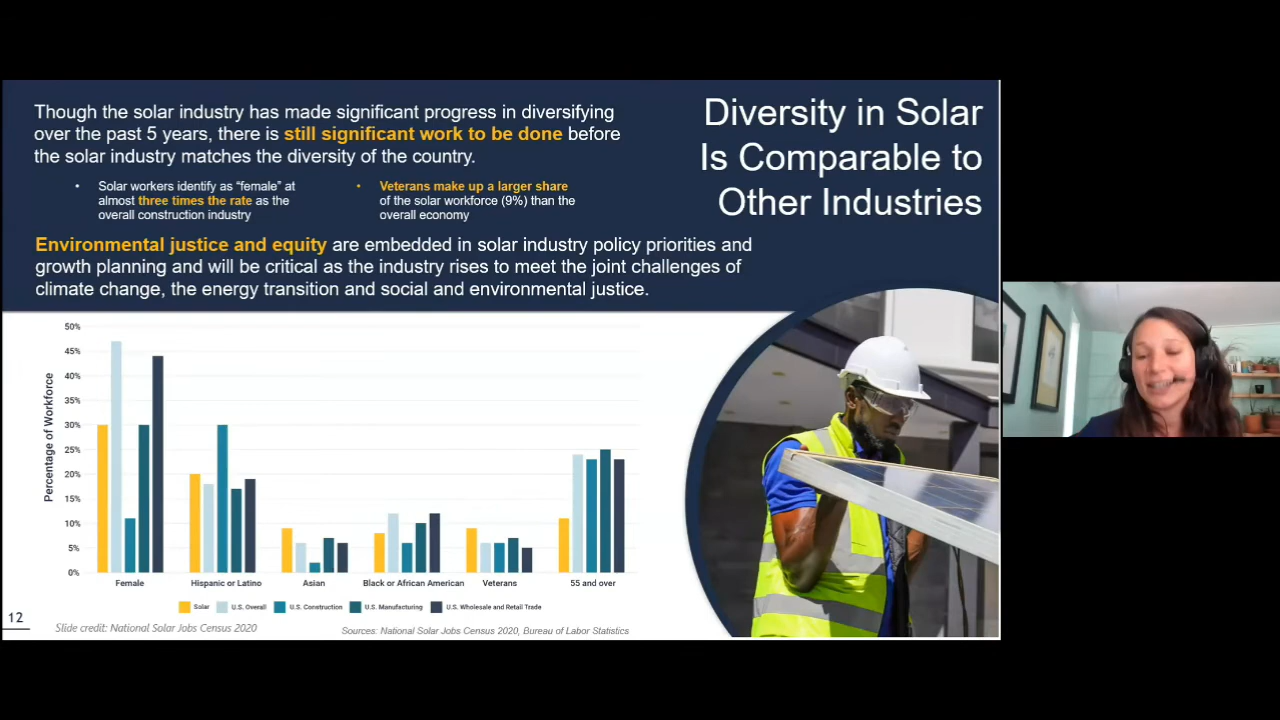 Though the solar industry has made significant progress in diversifying
over the past 5 years, there is still significant work to be done before
the solar industry matches the diversity of the country.
• Solar workers identify as “female” at
almost three times the rate as the
overall construction industry
• Veterans make up a larger share
of the solar workforce (9%) than the
overall economy
Environmental justice and equity are embedded in solar industry policy priorities and
growth planning and will be critical as the industry rises to meet the joint challenges of
climate change, the energy transition and social and environmental justice.
Diversity in Solar
Is Comparable to
Other Industries
Percentage of Workforce
50%
45%
40%
35%
30%
25%
20%
15%
10%
5%
0%
Female Hispanic or Latino Asian Black or African American Veterans 55 and over
Solar U.S. Overall U.S. Construction U.S. Manufacturing U.S. Wholesale and Retail Trade
12
Slide credit: National Solar Jobs Census 2020
Sources: National Solar Jobs Census 2020, Bureau of Labor Statistics